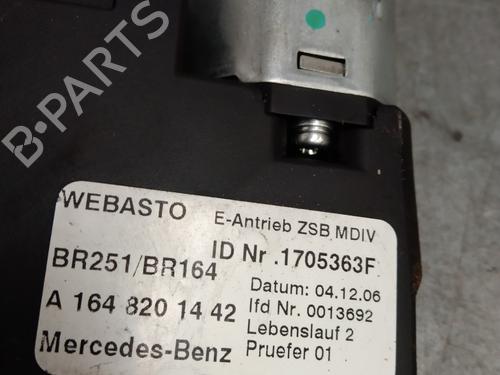 B-PARTS
WEBASTO E-Antrieb ZSB MDIV
ID Nr .1705363F
BR251/BR164
Datum: 04.12.06
A 164 820 14 42
lfd Nr. 0013692
Lebenslauf 2
Mercedes-Benz
Pruefer 01